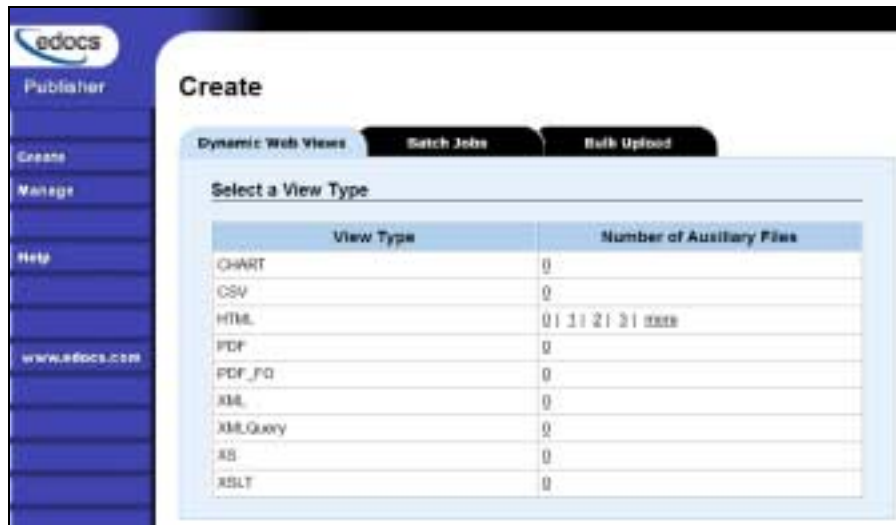 edocs
Publisher
Create
Manage
Help
www.edocs.com
Create
Dynamic Web Views Batch Jobs Bulk Upload
Select a View Type
View Type Number of Auxiliary Files
CHART 0
CSV 0
HTML 0 | 1 | 2 | 3 | more
PDF 0
PDF_FO 0
XML 0
XMLQuery 0
XS 0
XSLT 0